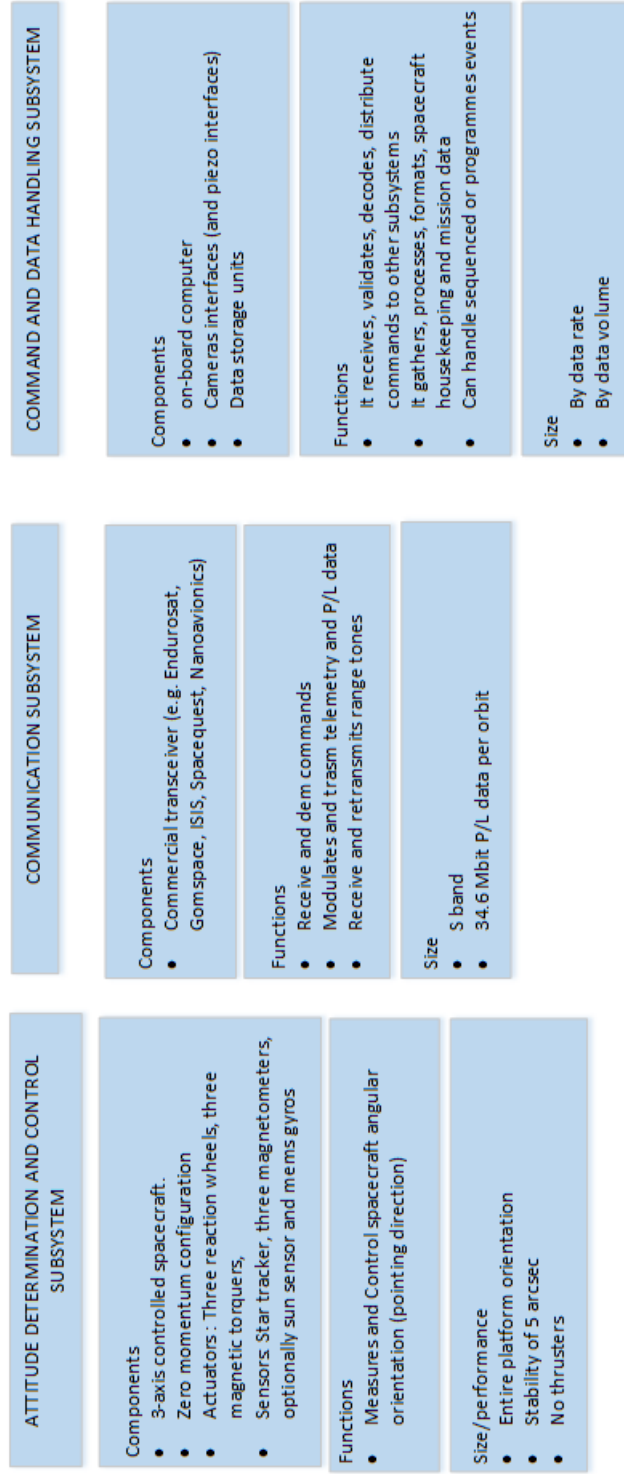 ATTITUDE DETERMINATION AND CONTROL
SUBSYSTEM
Components
• 3-axis controlled spacecraft.
• Zero momentum configuration
• Actuators : Three reaction wheels, three
magnetic torquers,
• Sensors. Star tracker, three magnetometers,
optionally sun sensor and mems gyros
Functions
• Measures and Control spacecraft angular
orientation (pointing direction)
Size/performance
• Entire platform orientation
• Stability of 5 arcsec
• No thrusters
COMMUNICATION SUBSYSTEM
Components
• Commercial transceiver (e.g. Endurosat,
Gomspace, ISIS, Spacequest, Nanoavionics)
Functions
• Receive and dem commands
• Modulates and trasm telemetry and P/L data
• Receive and retransmits range tones
Size
• S band
• 34.6 Mbit P/L data per orbit
COMMAND AND DATA HANDLING SUBSYSTEM
Components
• on-board computer
• Cameras interfaces (and piezo interfaces)
• Data storage units
Functions
• It receives, validates, decodes, distribute
commands to other subsystems
• It gathers, processes, formats, spacecraft
housekeeping and mission data
• Can handle sequenced or programmes events
Size
• By data rate
• By data volume